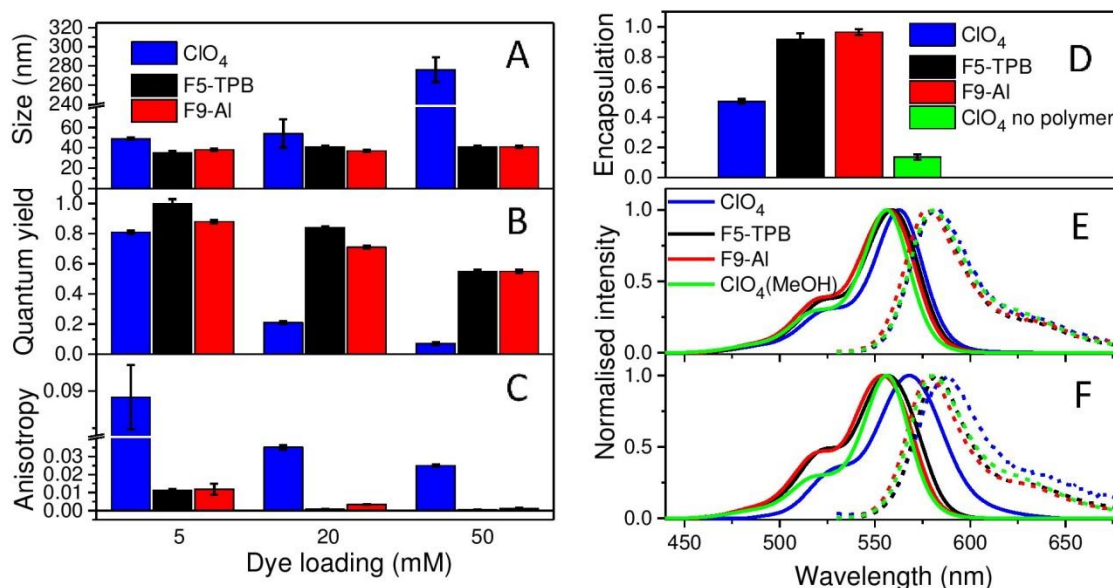 320
300
280
260
240
60
40
20
0
Size (nm)
ClO₄
F5-TPB
F9-Al
A
1.0
0.8
0.6
0.4
0.2
0.0
Quantum yield
B
0.09
0.03
0.02
0.01
0.00
Anisotropy
C
5 20 50
Dye loading (mM)
1.0
0.8
0.6
0.4
0.2
0.0
Encapsulation
ClO₄
F5-TPB
F9-Al
ClO₄ no polymer
D
1.0
0.5
0.0
ClO₄
F5-TPB
F9-Al
ClO₄(MeOH)
E
Normalised intensity
1.0
0.5
0.0
F
450 500 550 600 650
Wavelength (nm)